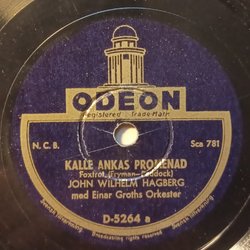 ODEON
Registered Trade-Mark
N. C. B.
Sca 781
KALLE ANKAS PROMENAD
Foxtrot
JOHN WILHELM HAGBERG
med Einar Groths Orkester
D-5264 a